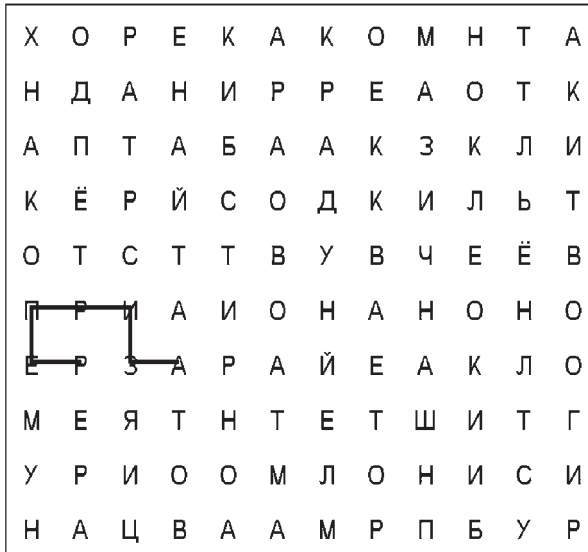 Х О Р Е К А К О М Н Т А
Н Д А Н И Р Р Е А О Т К
А П Т А Б А А К З К Л И
К Ё Р Й С О Д К И Л Ь Т
О Т С Т Т В У В Ч Е Ё В
П Р И А И О Н А Н О Н О
Е Р З А Р А Й Е А К Л О
М Е Я Т Н Т Е Т Ш И Т Г
У Р И О О М Л О Н И С И
Н А Ц В А А М Р П Б У Р